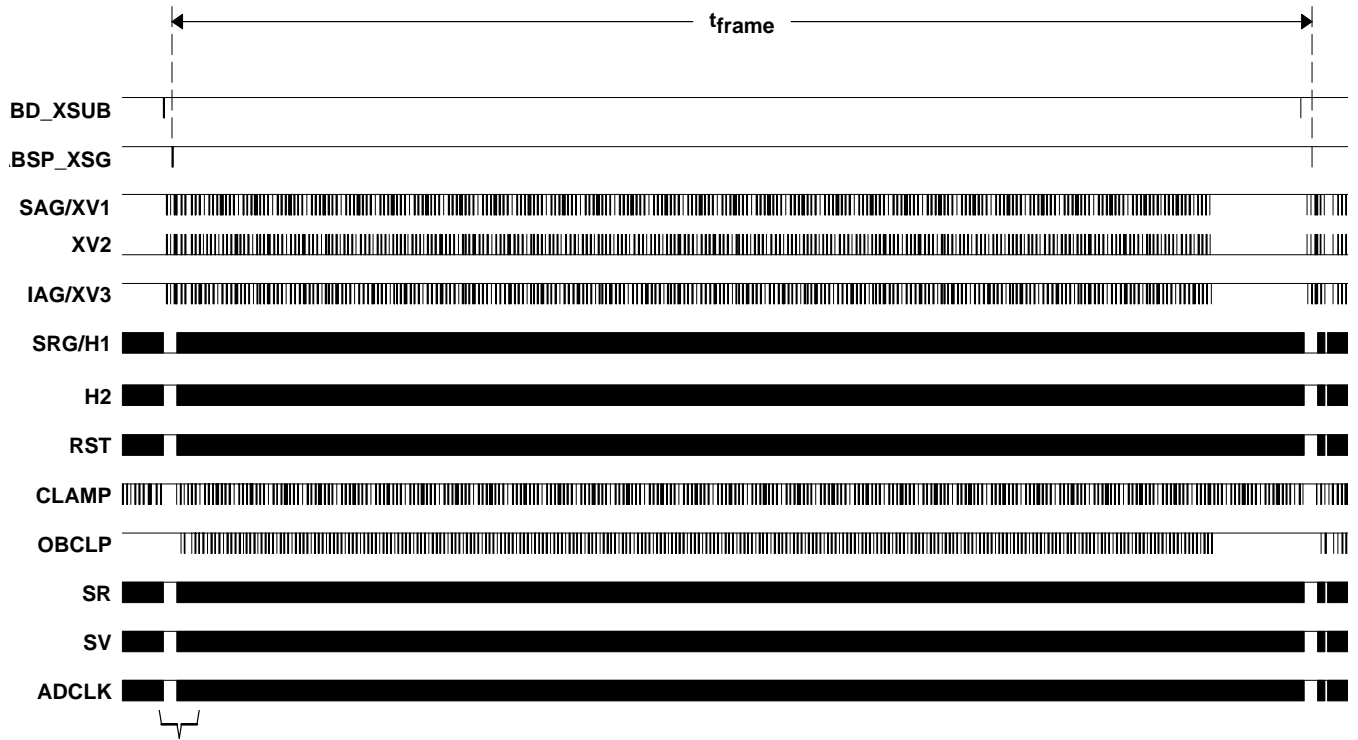 tframe
BD_XSUB
BSP_XSG
SAG/XV1
XV2
IAG/XV3
SRG/H1
H2
RST
CLAMP
OBCLP
SR
SV
ADCLK